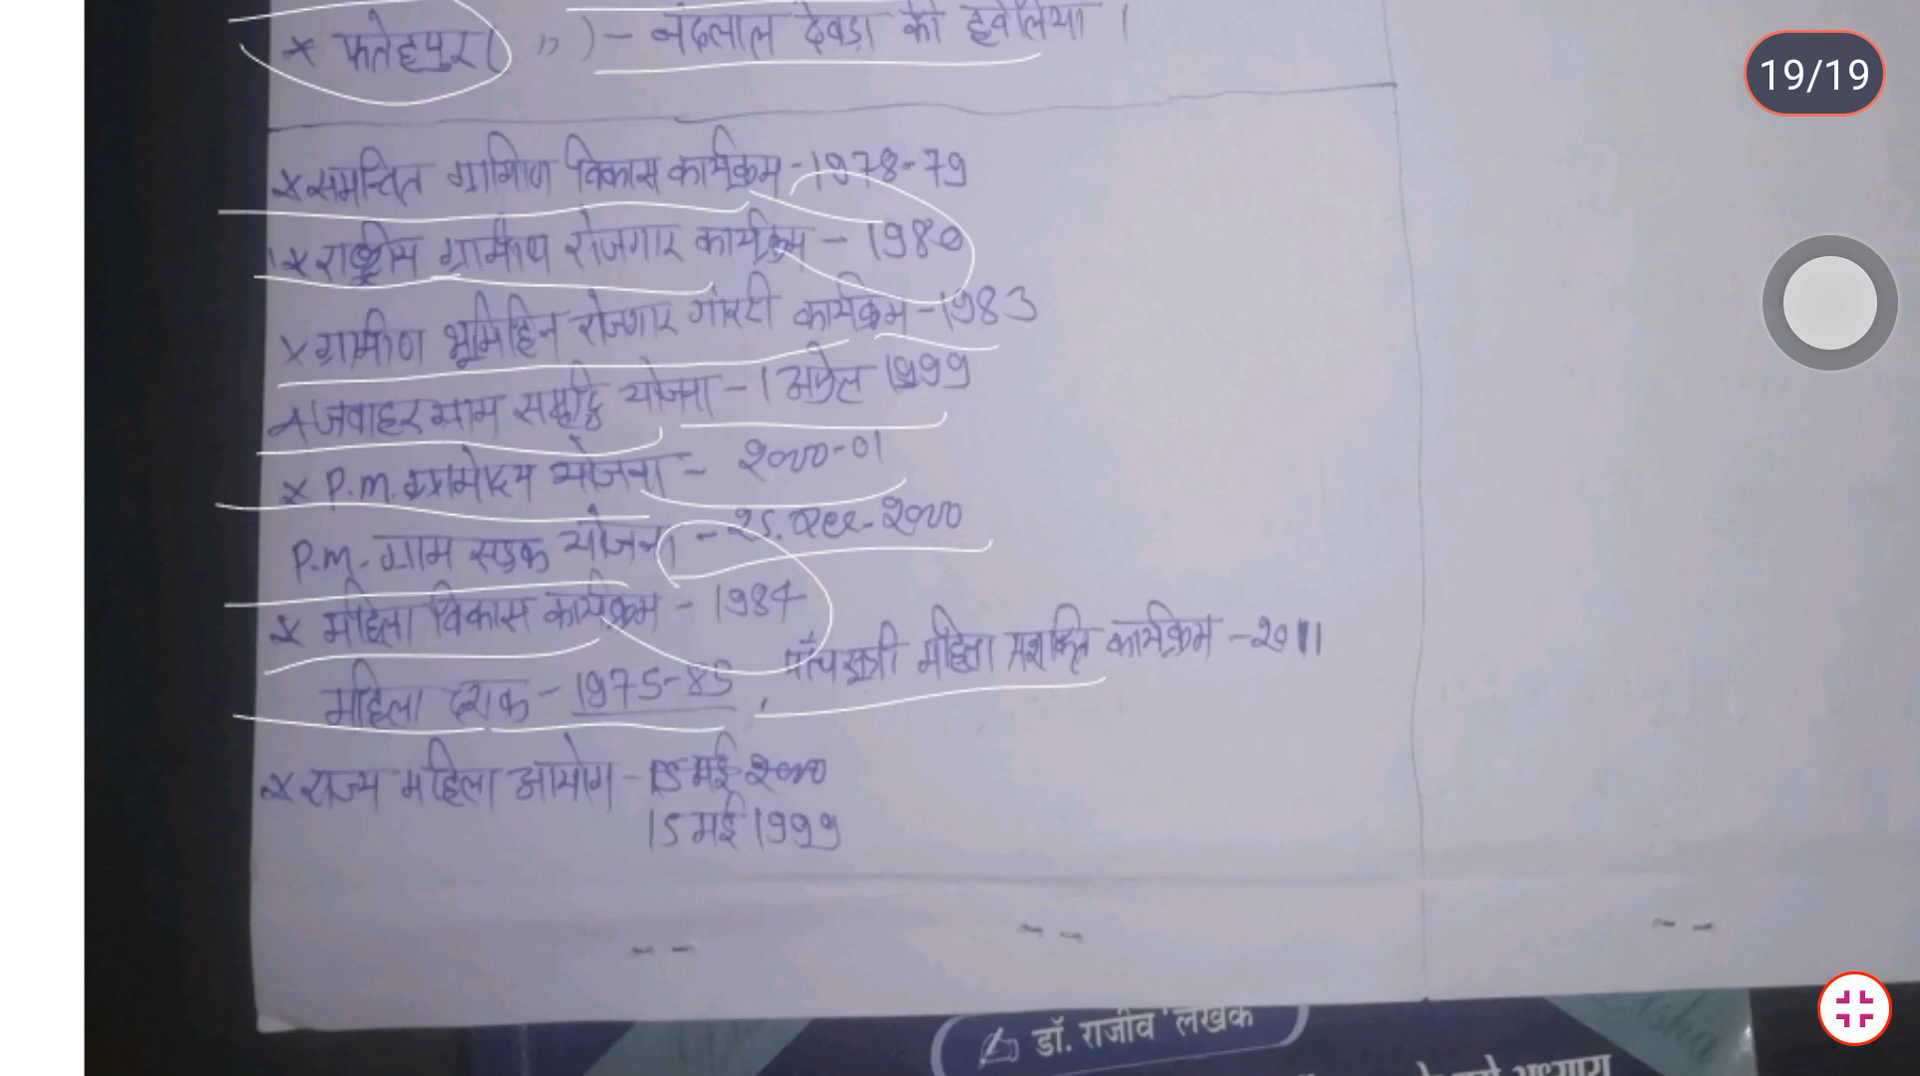 * फतेहपुर ( ,, ) - नंदलाल देवड़ा की हवेलिया ।
19/19
* समन्वित ग्रामिण विकास कार्यक्रम - 1978-79
* राष्ट्रीय ग्रामीण रोजगार कार्यक्रम - 1980
* ग्रामीण भूमिहिन रोजगार गारंटी कार्यक्रम - 1983
* जवाहर ग्राम समृद्धि योजना - 1 अप्रेल 1999
* P.M. ग्रामोदय योजना - 2000-01
P.M. ग्राम सड़क योजना - 25. Dec. 2000
* महिला विकास कार्यक्रम - 1984
महिला दशक - 1975-85 , पाँचसूत्री महिला सशक्ति कार्यक्रम - 2011
* राज्य महिला आयोग - 15 मई 2000
15 मई 1999
डॉ. राजीव लेखक